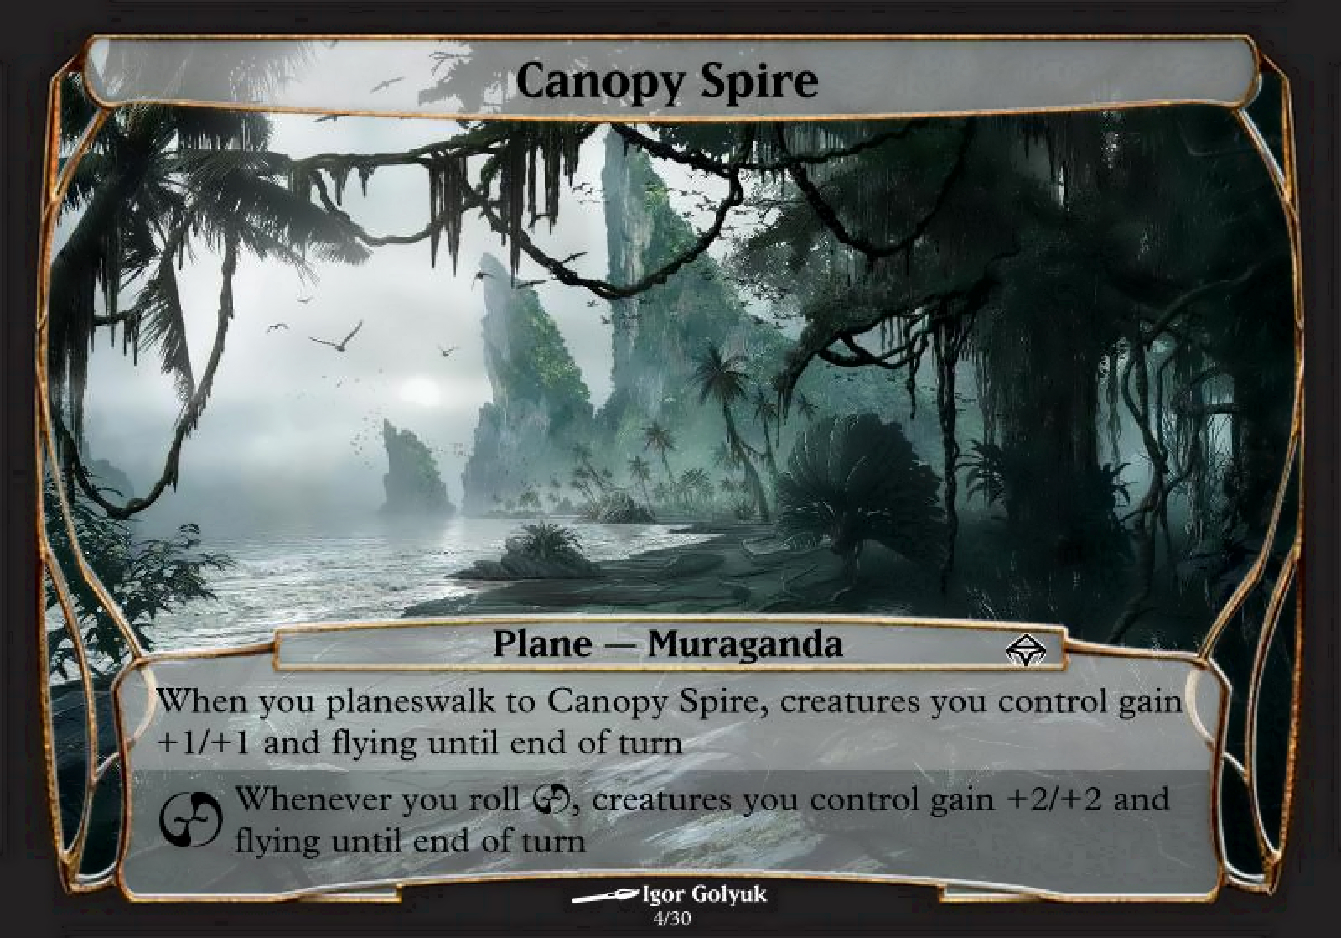 Canopy Spire
Plane — Muraganda
When you planeswalk to Canopy Spire, creatures you control gain
+1/+1 and flying until end of turn
Whenever you roll , creatures you control gain +2/+2 and
flying until end of turn
Igor Golyuk
4/30